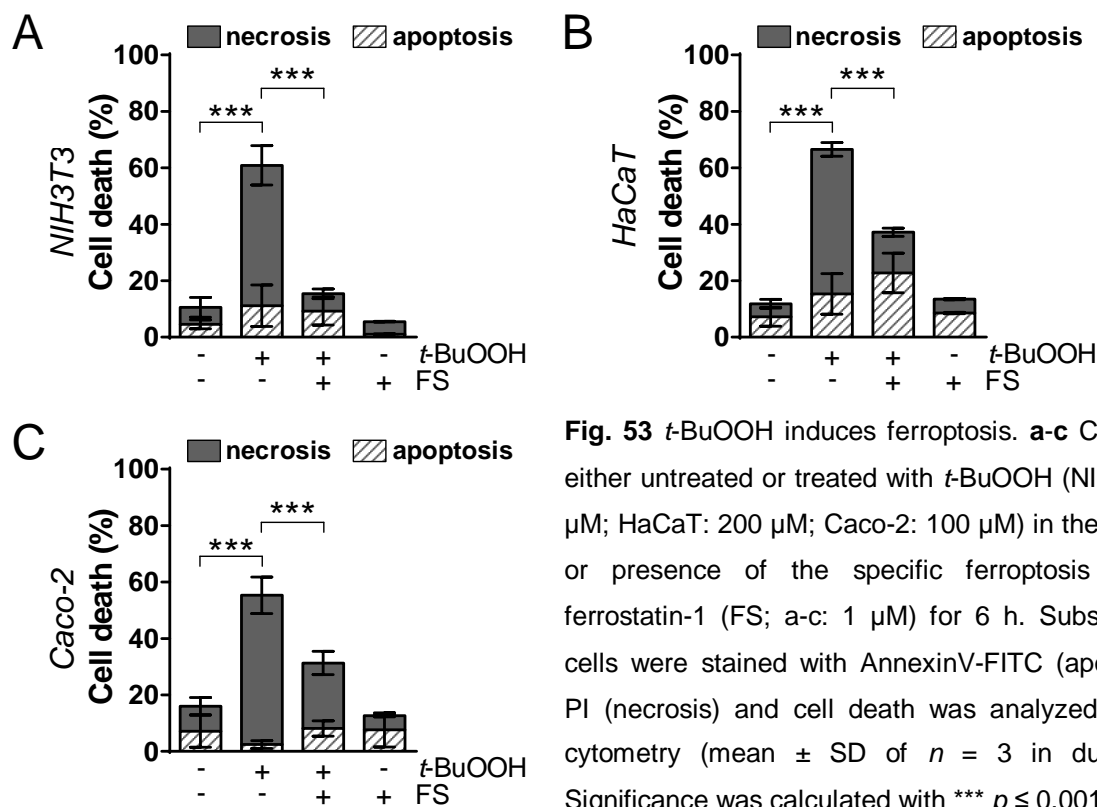 A
necrosis apoptosis
100
80
60
40
20
0
NIH3T3
Cell death (%)
***
***
- + + - t-BuOOH
- - + + FS
B
necrosis apoptosis
100
80
60
40
20
0
HaCaT
Cell death (%)
***
***
- + + - t-BuOOH
- - + + FS
C
necrosis apoptosis
100
80
60
40
20
0
Caco-2
Cell death (%)
***
***
- + + - t-BuOOH
- - + + FS
Fig. 53 t-BuOOH induces ferroptosis. a-c C
either untreated or treated with t-BuOOH (NI
µM; HaCaT: 200 µM; Caco-2: 100 µM) in the
or presence of the specific ferroptosis
ferrostatin-1 (FS; a-c: 1 µM) for 6 h. Subs
cells were stained with AnnexinV-FITC (apo
PI (necrosis) and cell death was analyzed
cytometry (mean ± SD of n = 3 in du
Significance was calculated with *** p ≤ 0.001